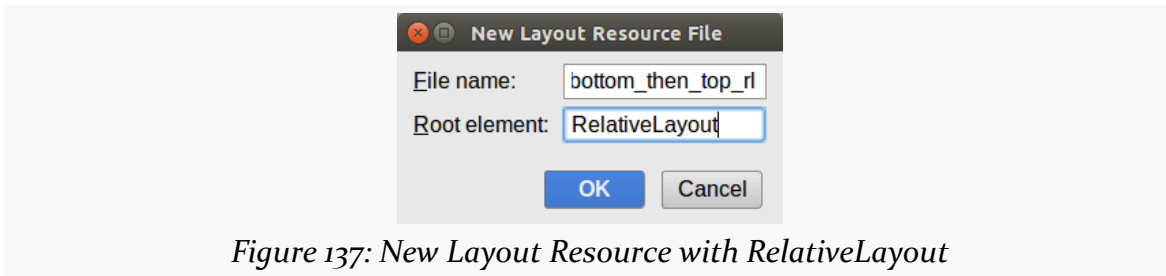 New Layout Resource File
File name: bottom_then_top_rl
Root element: RelativeLayout
OK Cancel
Figure 137: New Layout Resource with RelativeLayout